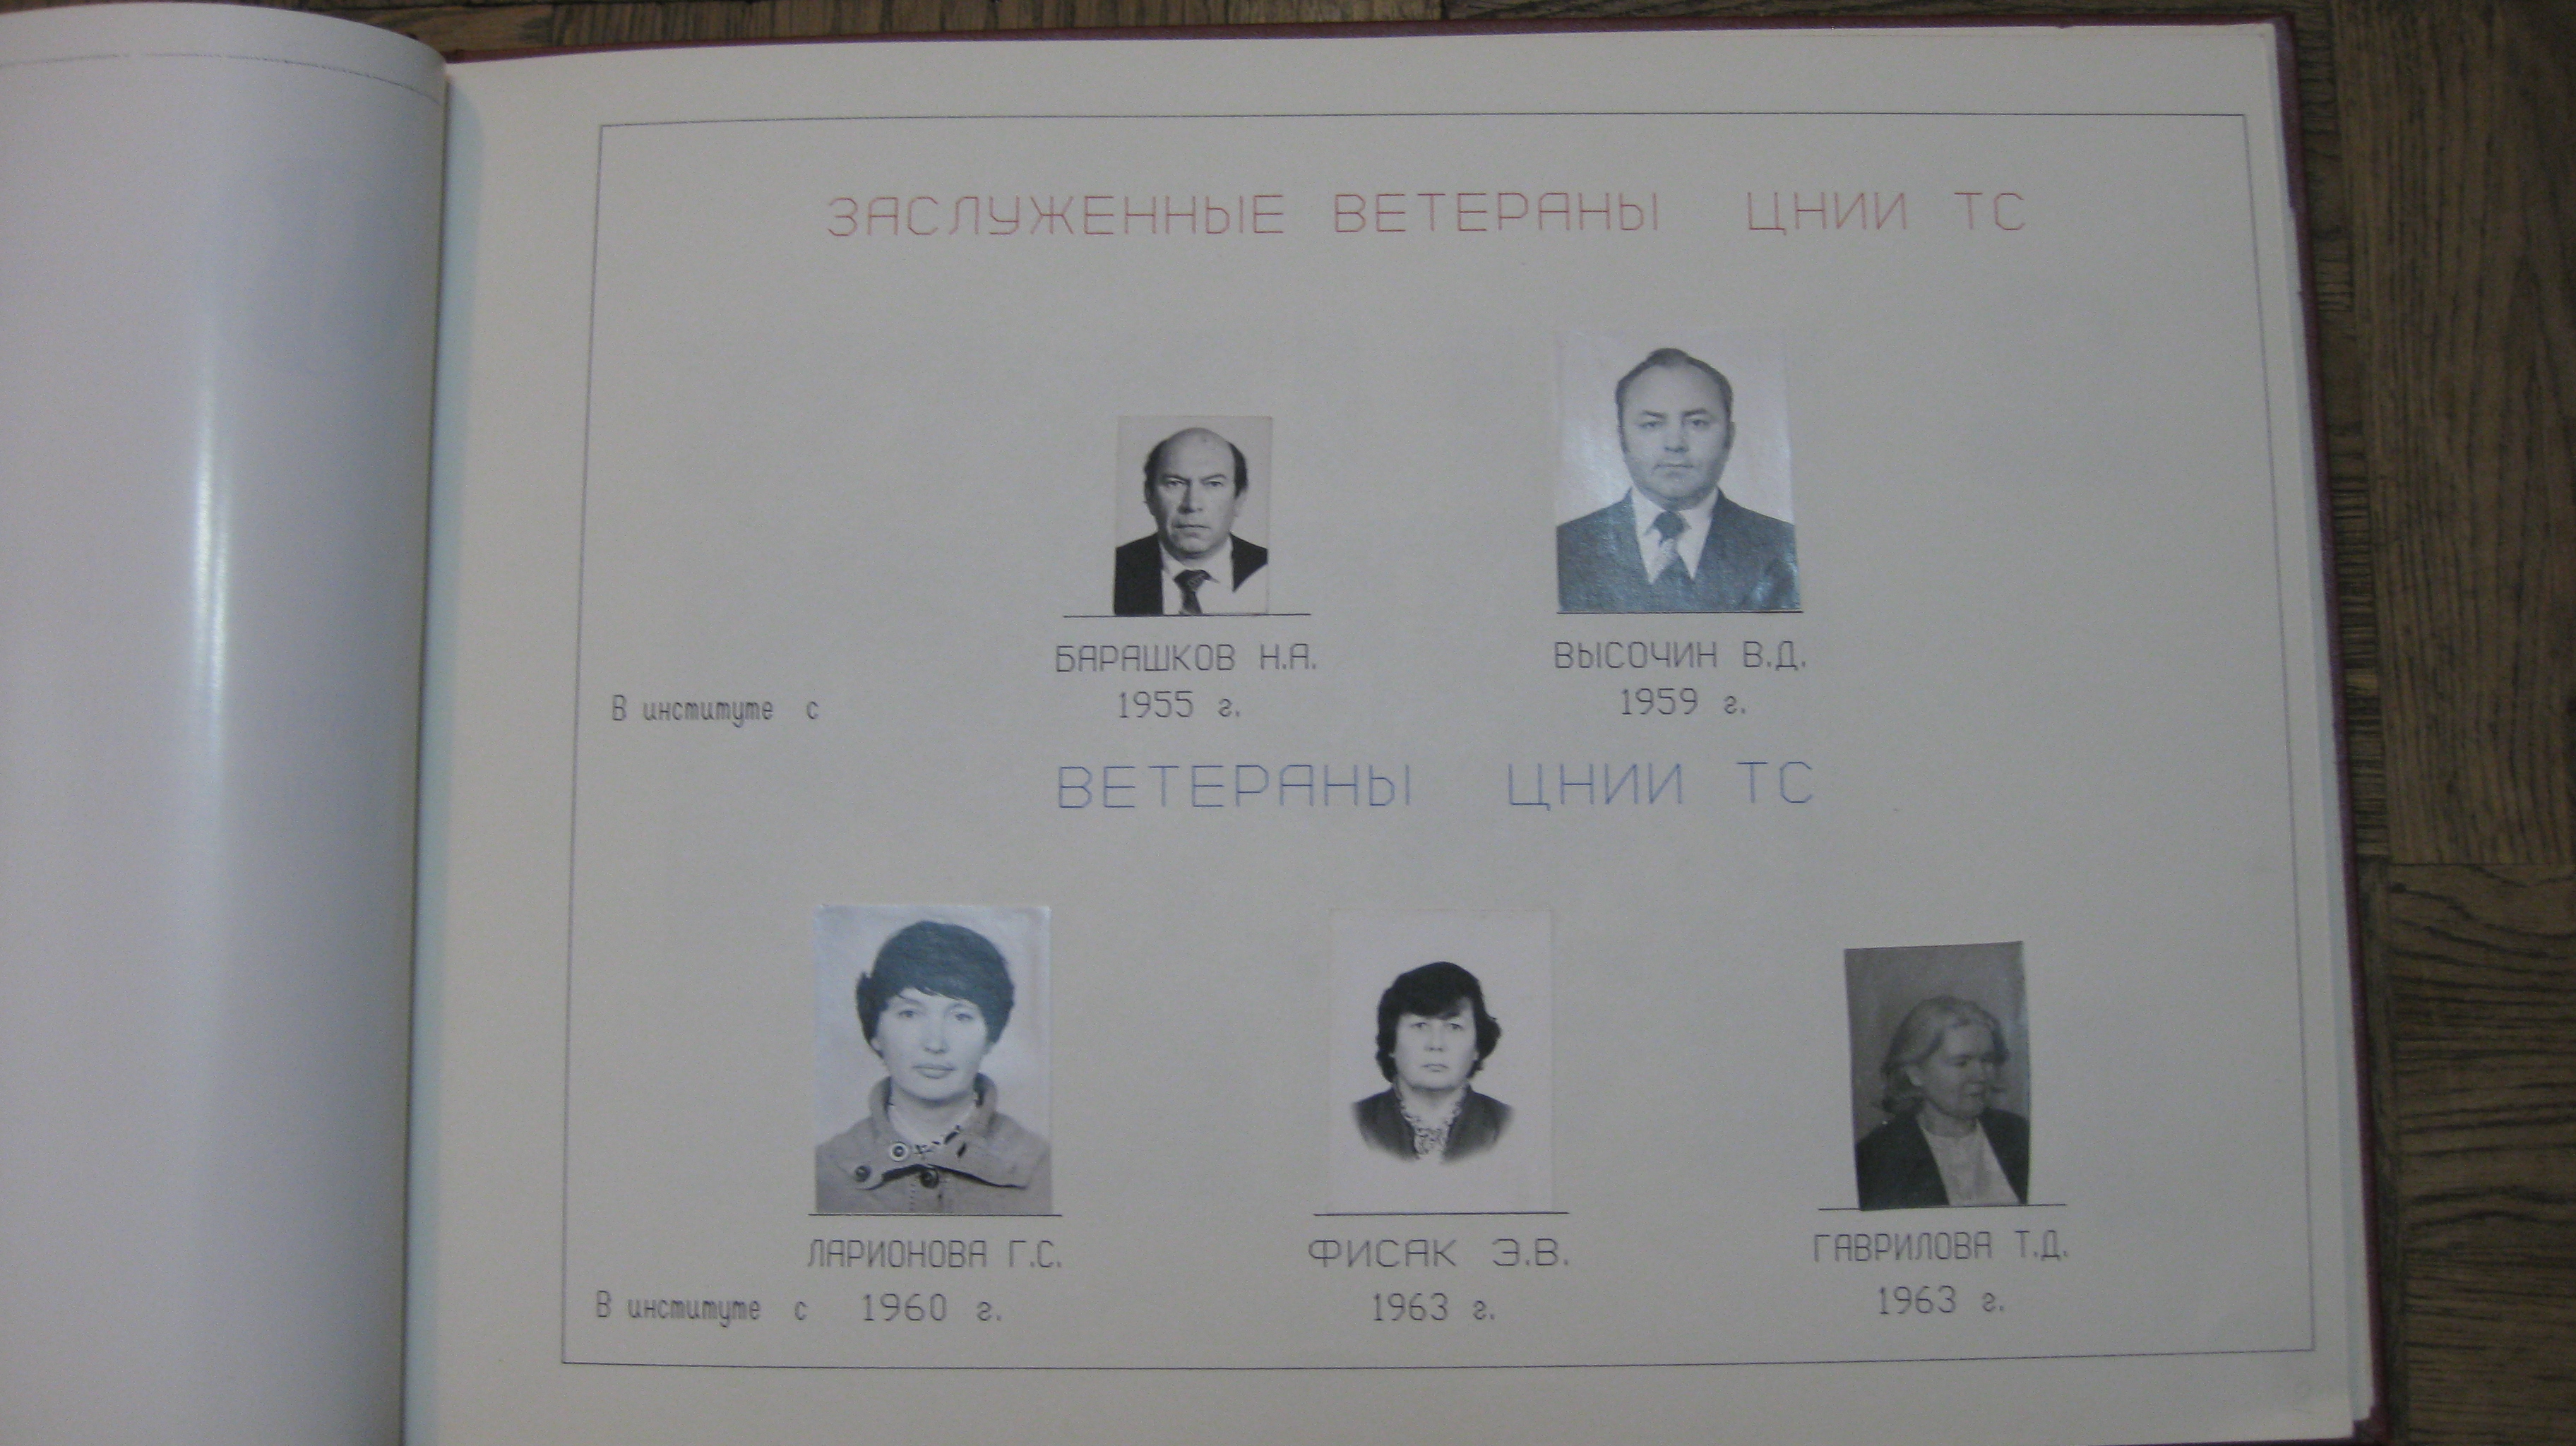 ЗАСЛУЖЕННЫЕ ВЕТЕРАНЫ ЦНИИ ТС
БАРАШКОВ Н.А. ВЫСОЧИН В.Д.
В институте с 1955 г. 1959 г.
ВЕТЕРАНЫ ЦНИИ ТС
ЛАРИОНОВА Г.С. ФИСАК Э.В. ГАВРИЛОВА Т.Д.
В институте с 1960 г. 1963 г. 1963 г.